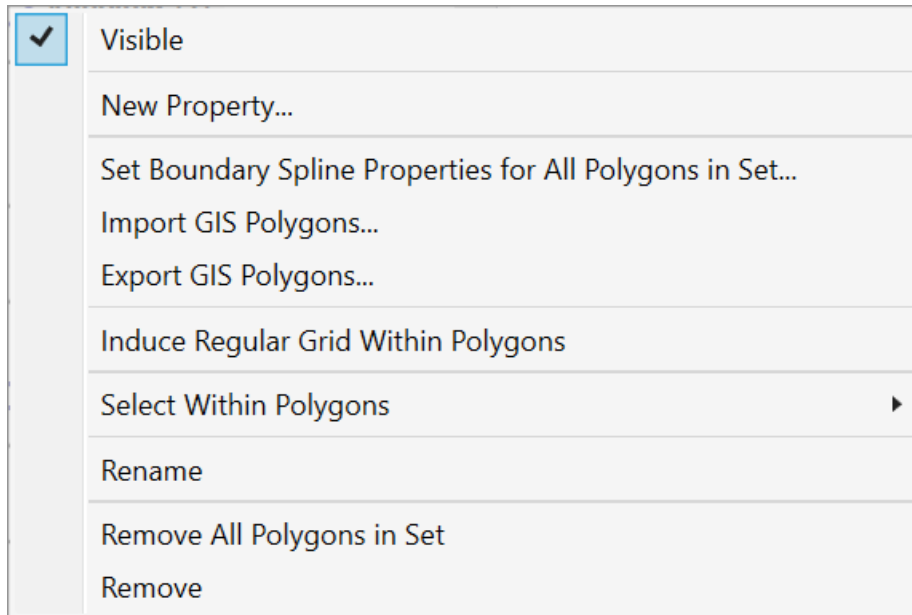 Visible
New Property...
Set Boundary Spline Properties for All Polygons in Set...
Import GIS Polygons...
Export GIS Polygons...
Induce Regular Grid Within Polygons
Select Within Polygons
Rename
Remove All Polygons in Set
Remove